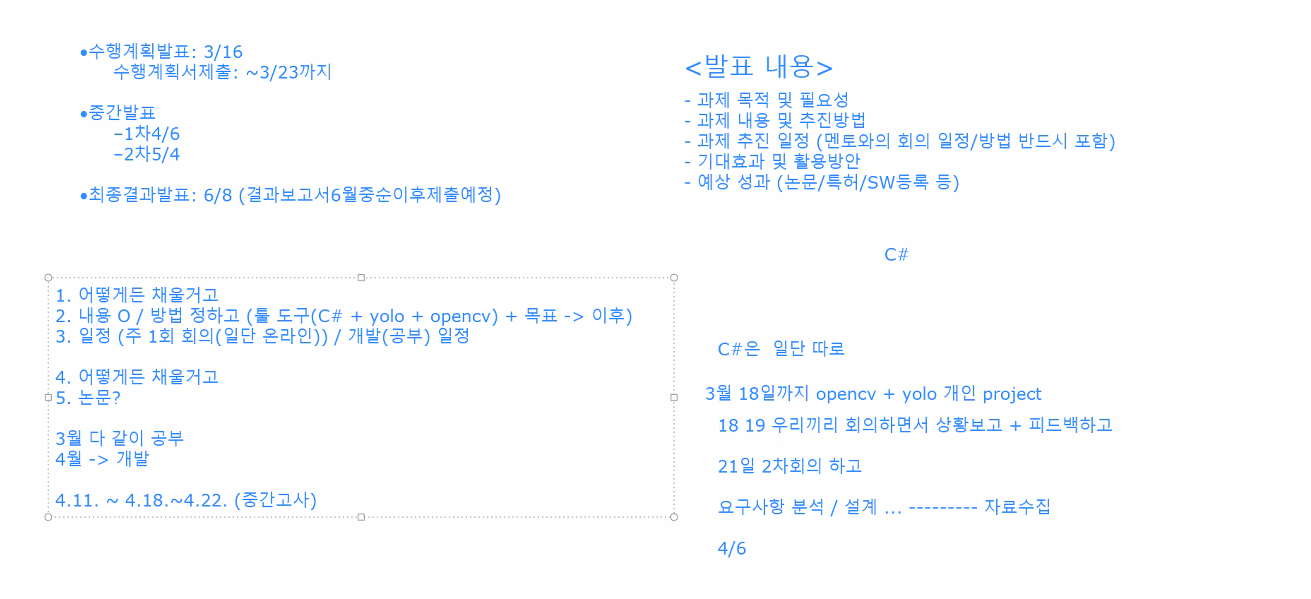 •수행계획발표: 3/16
수행계획서제출: ~3/23까지
•중간발표
–1차4/6
–2차5/4
•최종결과발표: 6/8 (결과보고서6월중순이후제출예정)
<발표 내용>
- 과제 목적 및 필요성
- 과제 내용 및 추진방법
- 과제 추진 일정 (멘토와의 회의 일정/방법 반드시 포함)
- 기대효과 및 활용방안
- 예상 성과 (논문/특허/SW등록 등)
C#
1. 어떻게든 채울거고
2. 내용 O / 방법 정하고 (툴 도구(C# + yolo + opencv) + 목표 -> 이후)
3. 일정 (주 1회 회의(일단 온라인)) / 개발(공부) 일정
4. 어떻게든 채울거고
5. 논문?
3월 다 같이 공부
4월 -> 개발
4.11. ~ 4.18.~4.22. (중간고사)
C#은 일단 따로
3월 18일까지 opencv + yolo 개인 project
18 19 우리끼리 회의하면서 상황보고 + 피드백하고
21일 2차회의 하고
요구사항 분석 / 설계 ... --------- 자료수집
4/6